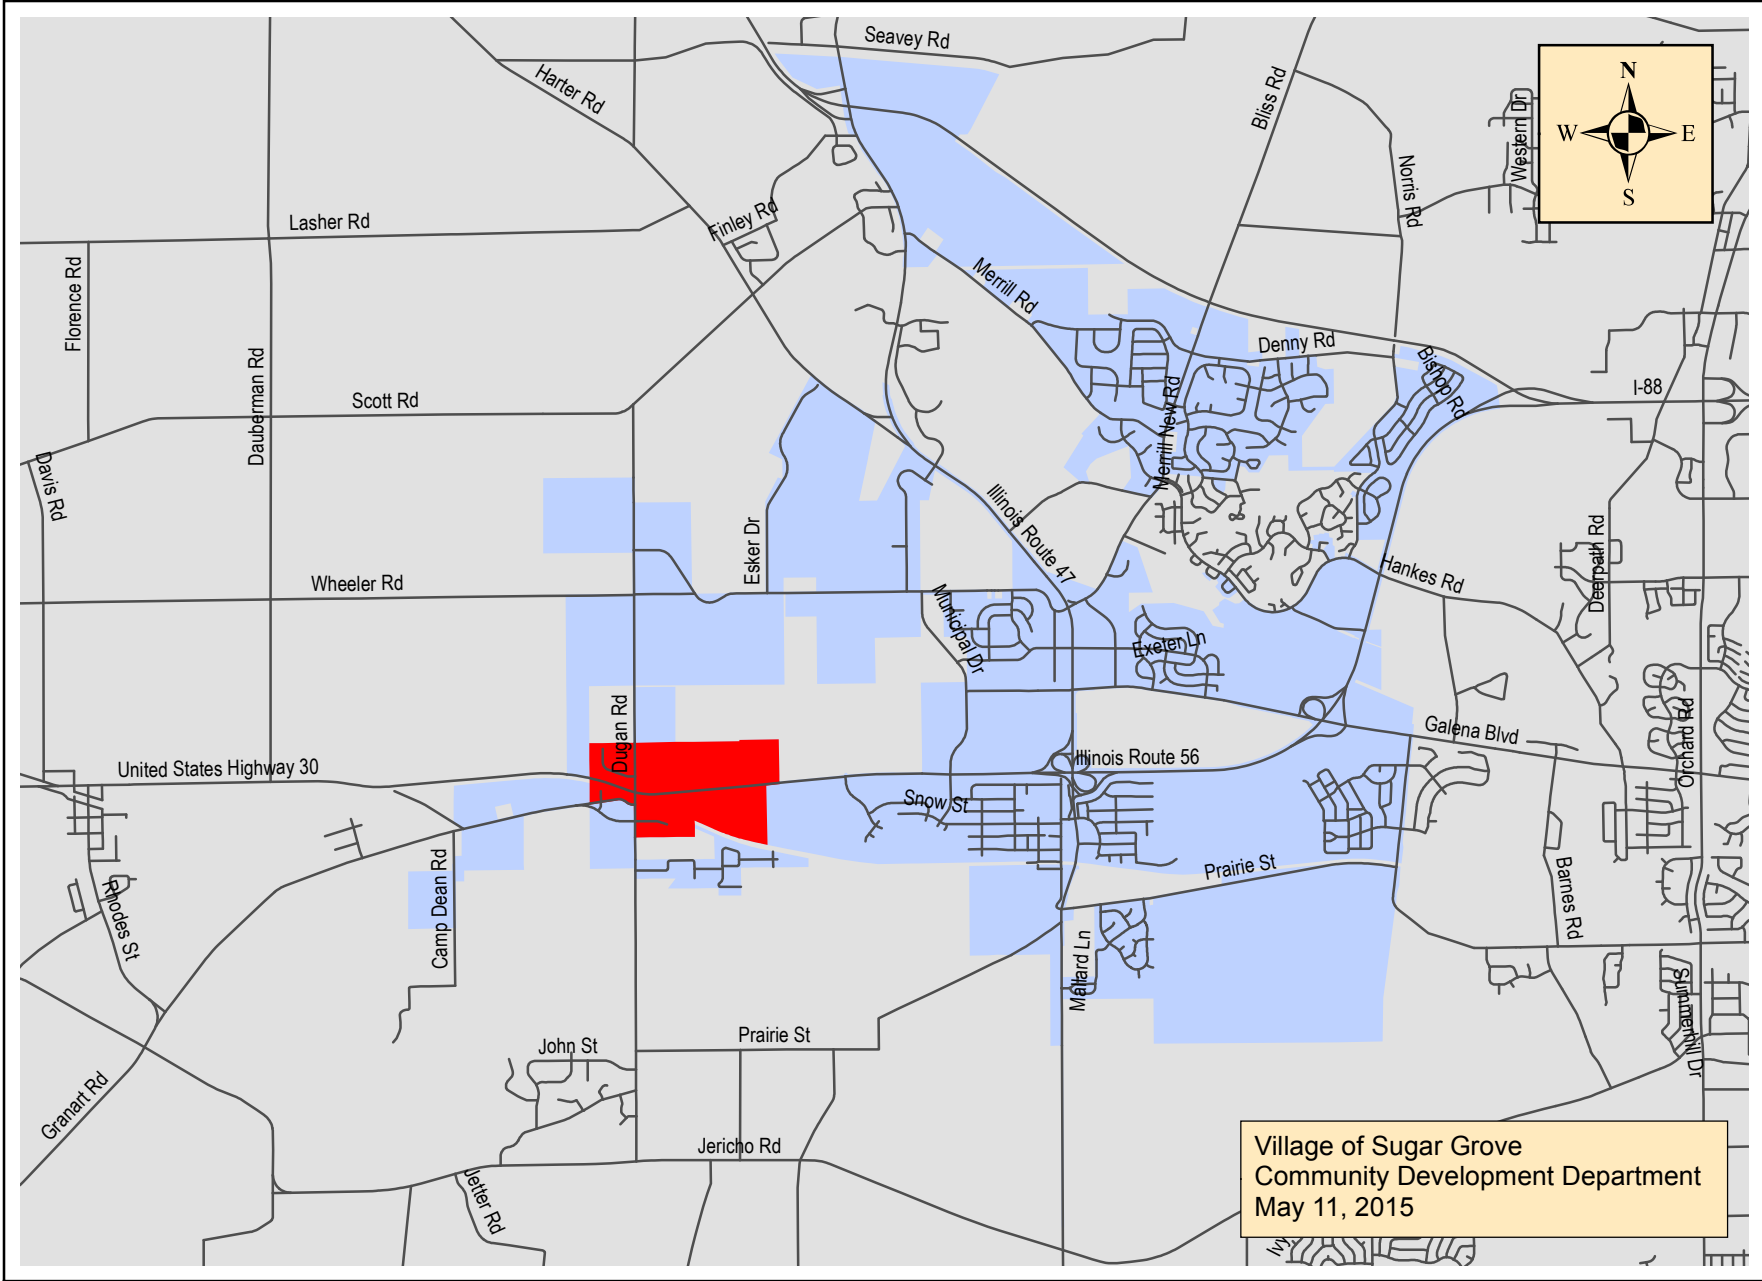 Seavey Rd
Harter Rd
Bliss Rd
Western Dr
N
W
E
S
Norris Rd
Lasher Rd
Finley Rd
Florence Rd
Merrill Rd
Dauberman Rd
Denny Rd
Bishop Rd
I-88
Scott Rd
Merrill New Rd
Davis Rd
Illinois Route 47
Esker Dr
Deerpath Rd
Wheeler Rd
Hankes Rd
Municipal Dr
Exeter Ln
Dugan Rd
Orchard Rd
Galena Blvd
United States Highway 30
Illinois Route 56
Snow St
Prairie St
Barnes Rd
Rhodes St
Camp Dean Rd
Mallard Ln
Summerhill Dr
Prairie St
John St
Granart Rd
Jericho Rd
Jetter Rd
Ivy
Village of Sugar Grove
Community Development Department
May 11, 2015